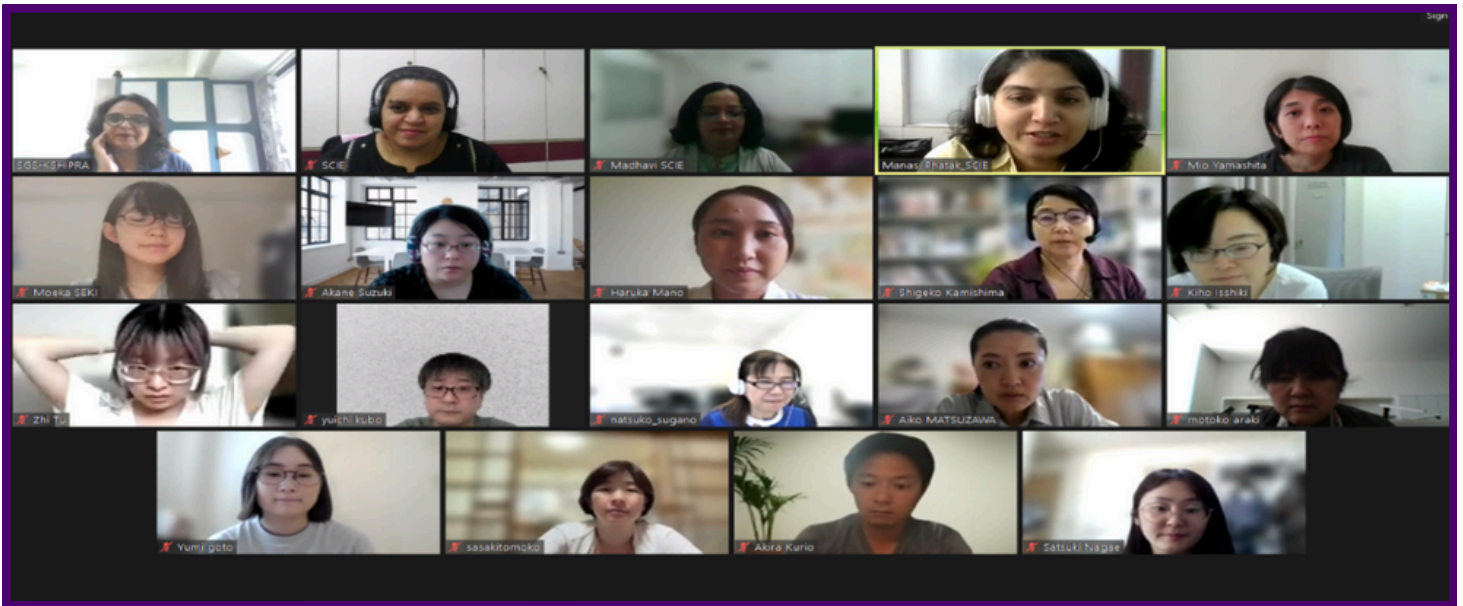 Sign
SGS-KSHIPRA
SCIE
Madhavi SCIE
Manasi Phatak_SCIE
Mio Yamashita
Moeka SEKI
Akane Suzuki
Haruka Mano
Shigeko Kamishima
Kiho Isshiki
Zhi Tu
yuichi kubo
natsuko_sugano
Aiko MATSUZAWA
motoko araki
Yumi goto
sasakitomoko
Akira Kurio
Satsuki Nagae